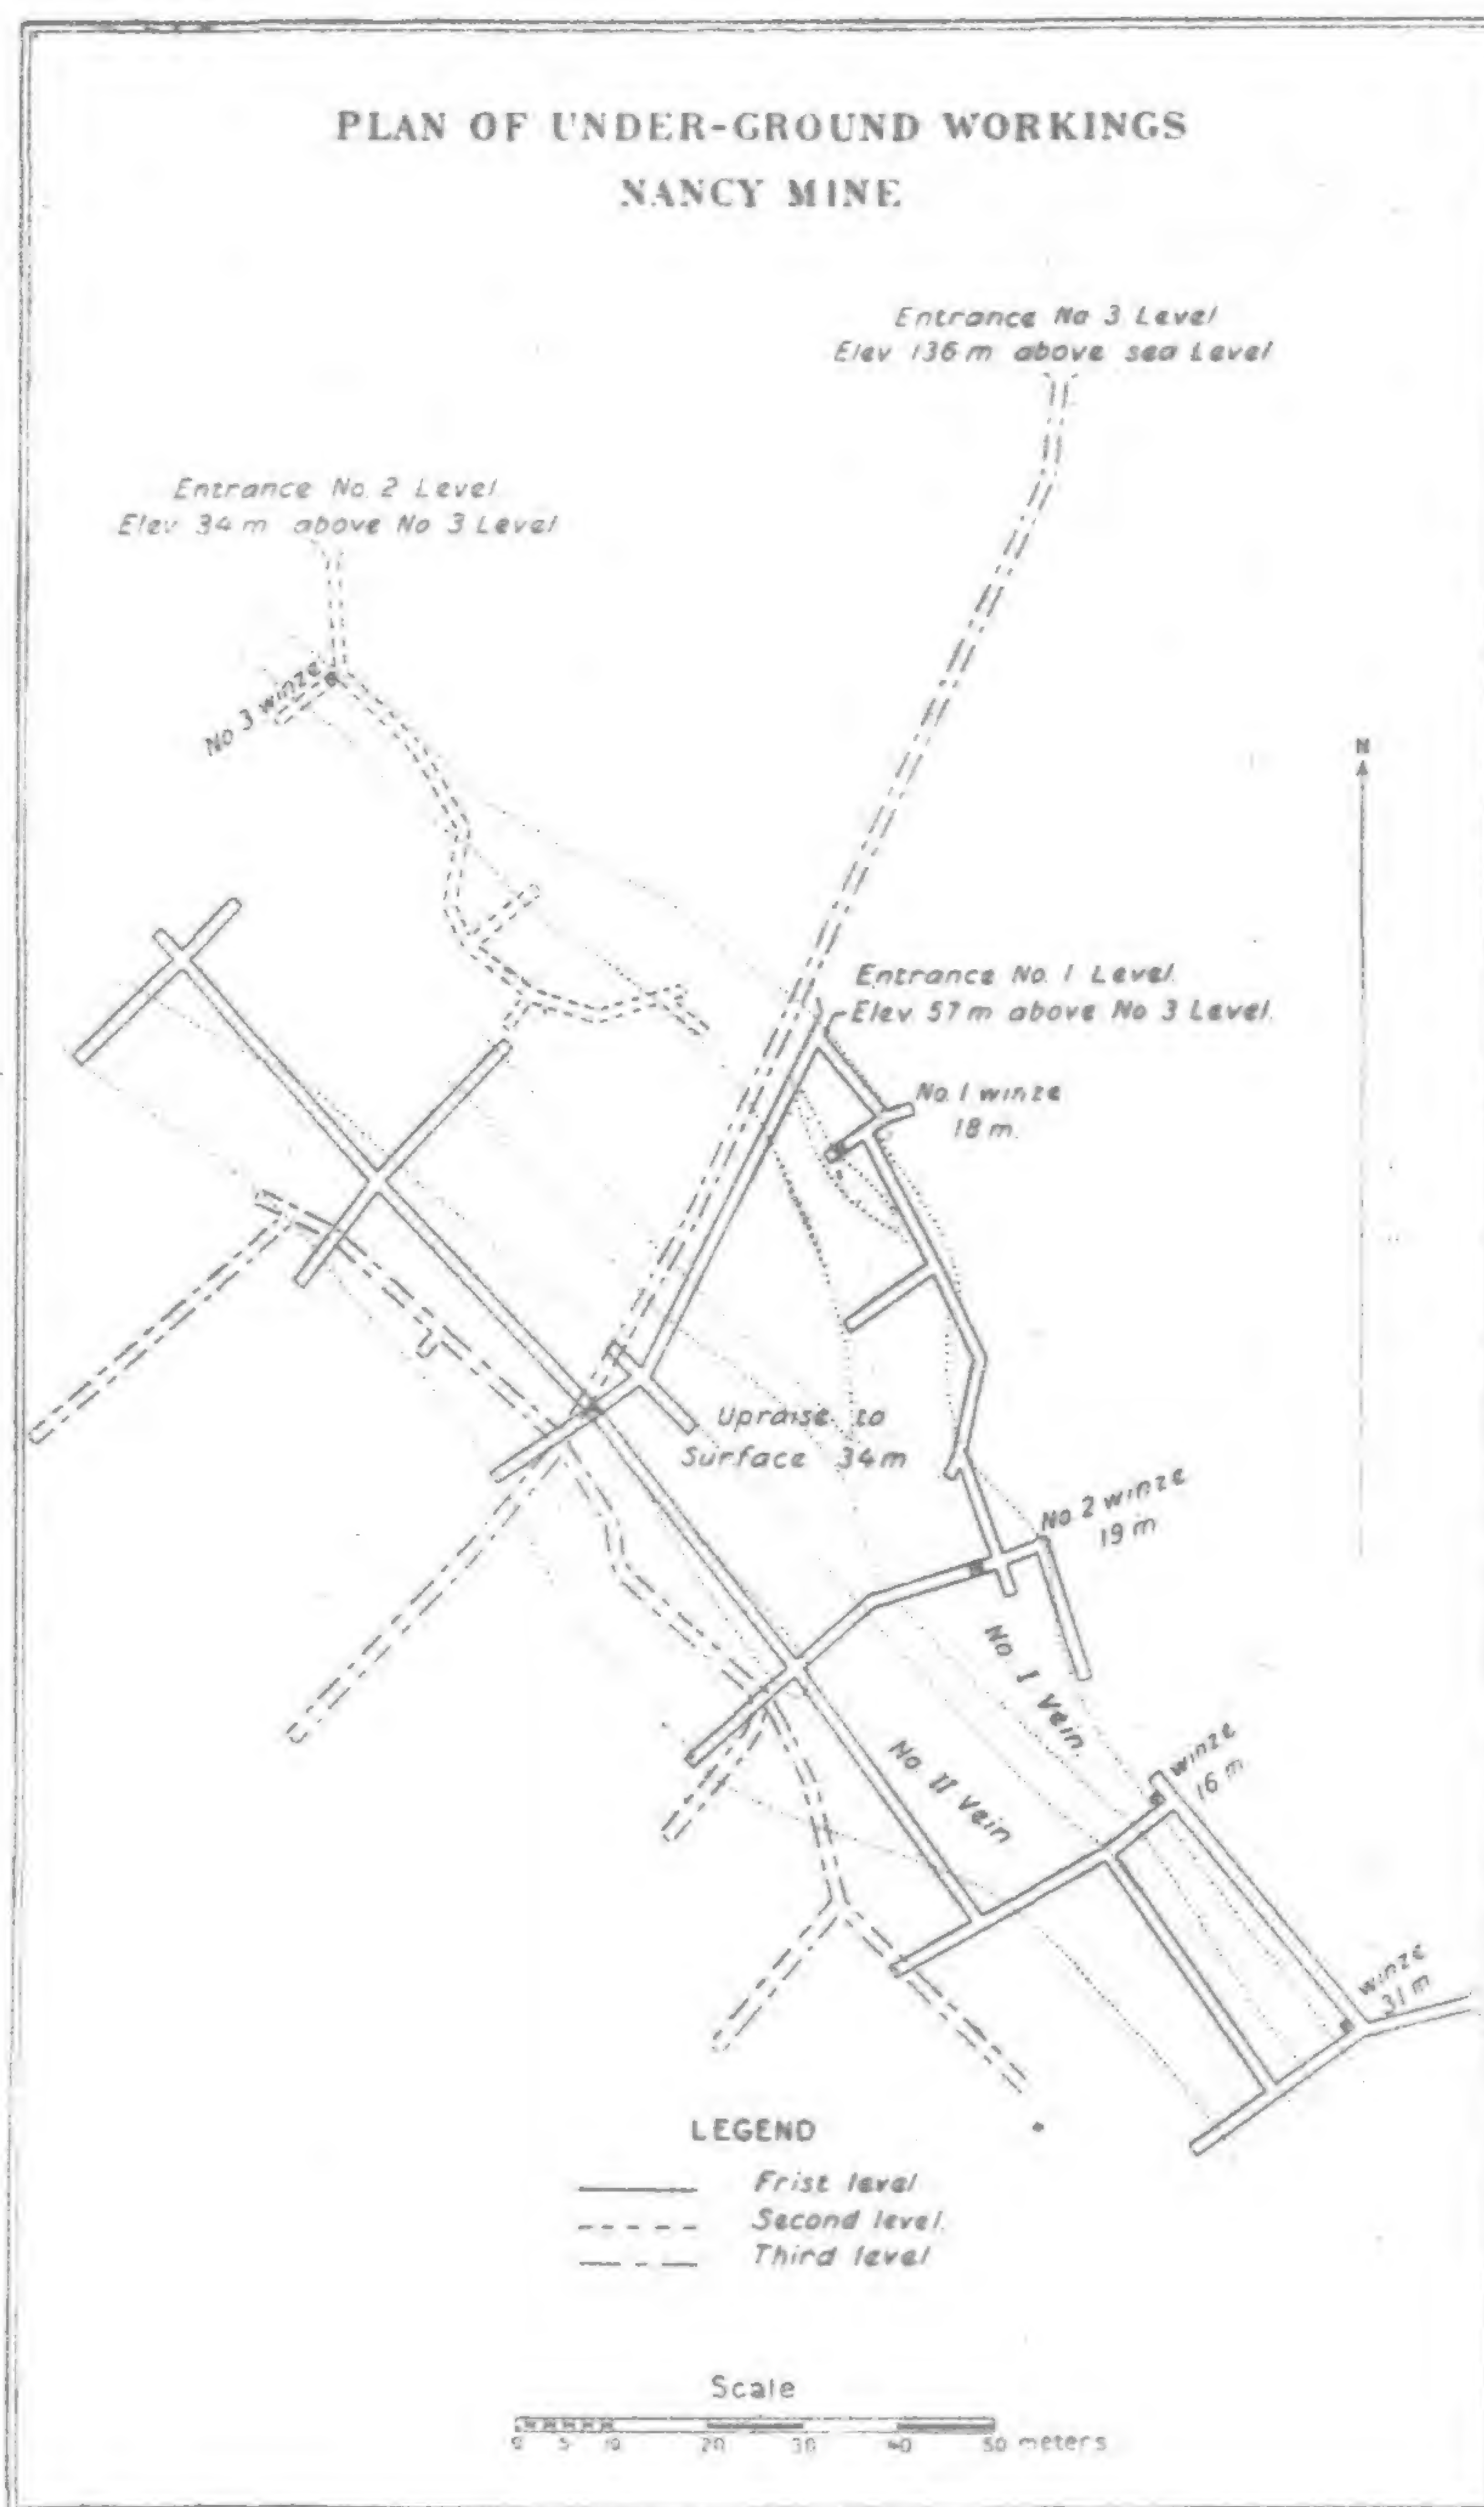 PLAN OF UNDER-GROUND WORKINGS
NANCY MINE
Entrance No 3 Level
Elev 136 m above sea Level
Entrance No. 2 Level
Elev 34 m above No 3 Level
No 3 winze
N
Entrance No. 1 Level
Elev 57 m above No 3 Level.
No. 1 winze
18 m.
Upraise to
Surface 34 m
No 2 winze
19 m
No. I Vein
No II Vein
winze
16 m
winze
31 m
LEGEND
Frist level
Second level
Third level
Scale
0 5 10 20 30 40 50 meters